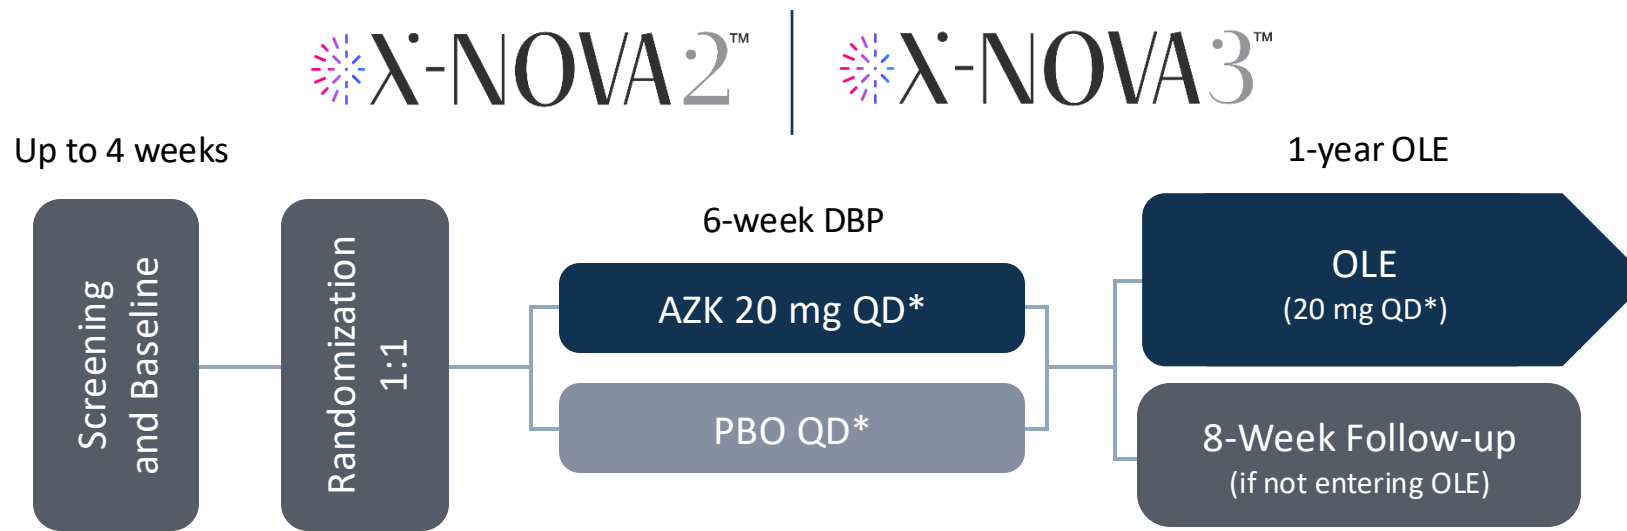 X-NOVA2™
X-NOVA3™
Up to 4 weeks
1-year OLE
6-week DBP
Screening
and Baseline
Randomization
1:1
AZK 20 mg QD*
PBO QD*
OLE
(20 mg QD*)
8-Week Follow-up
(if not entering OLE)